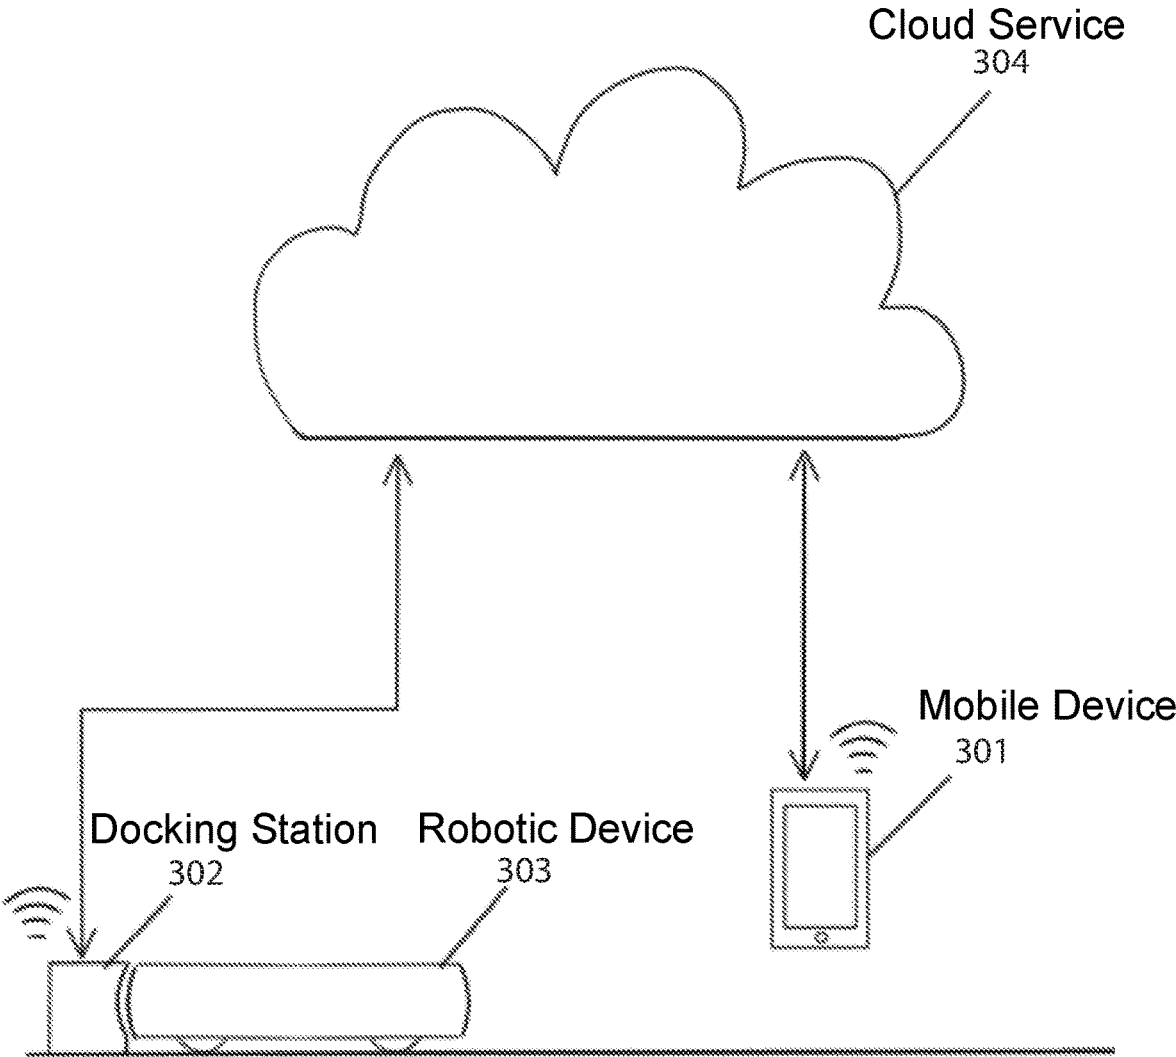 Cloud Service
304
Mobile Device
301
Docking Station
302
Robotic Device
303